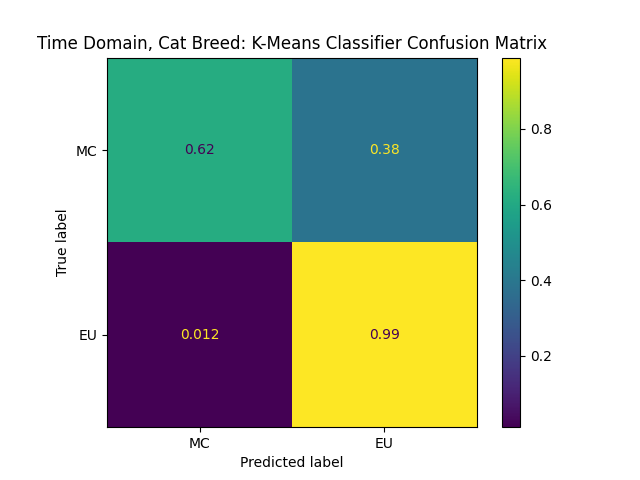 Time Domain, Cat Breed: K-Means Classifier Confusion Matrix
True label
MC
0.62
0.38
EU
0.012
0.99
MC
EU
Predicted label
0.8
0.6
0.4
0.2